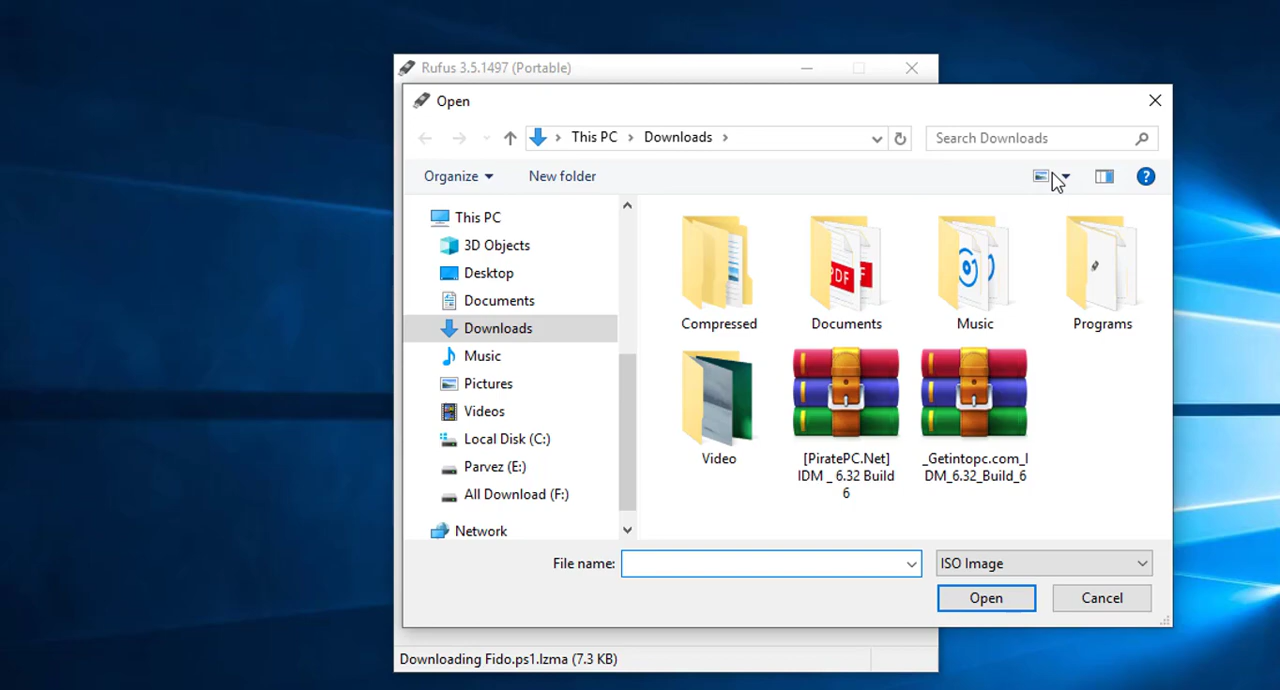 Rufus 3.5.1497 (Portable)
Open
This PC
Downloads
Search Downloads
Organize
New folder
This PC
3D Objects
Desktop
Documents
Downloads
Music
Pictures
Videos
Local Disk (C:)
Parvez (E:)
All Download (F:)
Network
Compressed
Documents
PDF
Music
Programs
Video
[PiratePC.Net]
IDM _ 6.32 Build
6
_Getintopc.com_I
DM_6.32_Build_6
File name:
ISO Image
Open
Cancel
Downloading Fido.ps1.lzma (7.3 KB)